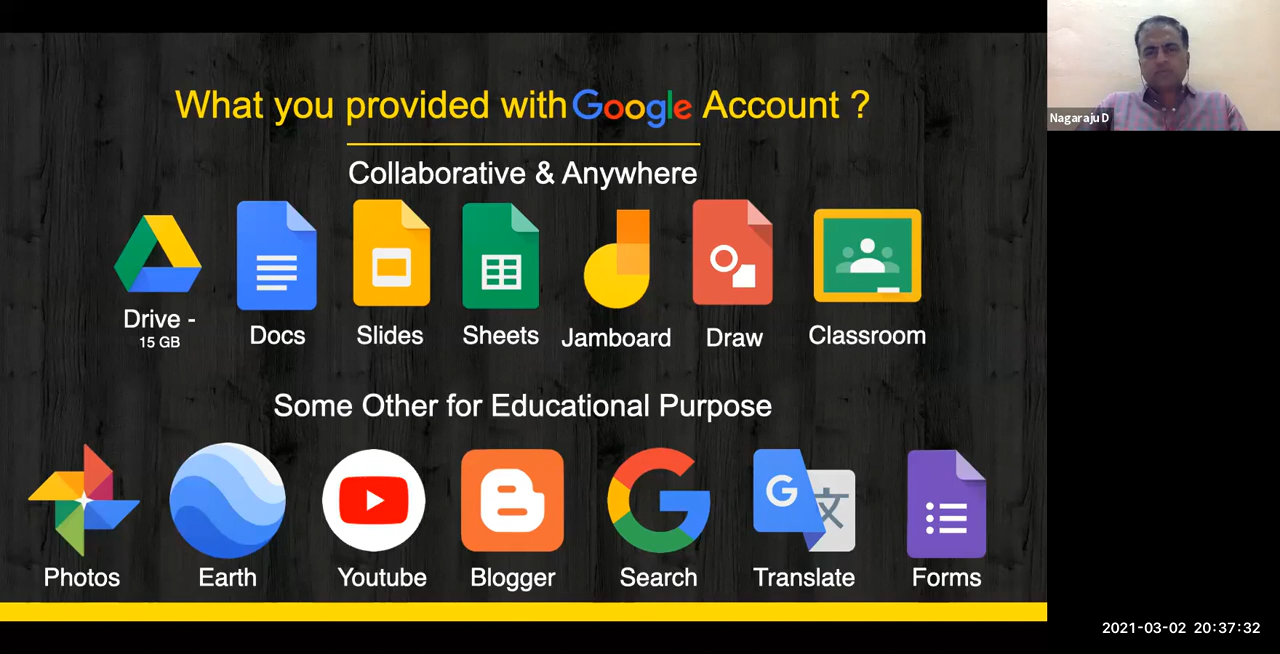 What you provided with Google Account ?
Nagaraju D
Collaborative & Anywhere
Drive -
15 GB
Docs
Slides
Sheets
Jamboard
Draw
Classroom
Some Other for Educational Purpose
G
文
Photos
Earth
Youtube
Blogger
Search
Translate
Forms
2021-03-02 20:37:32